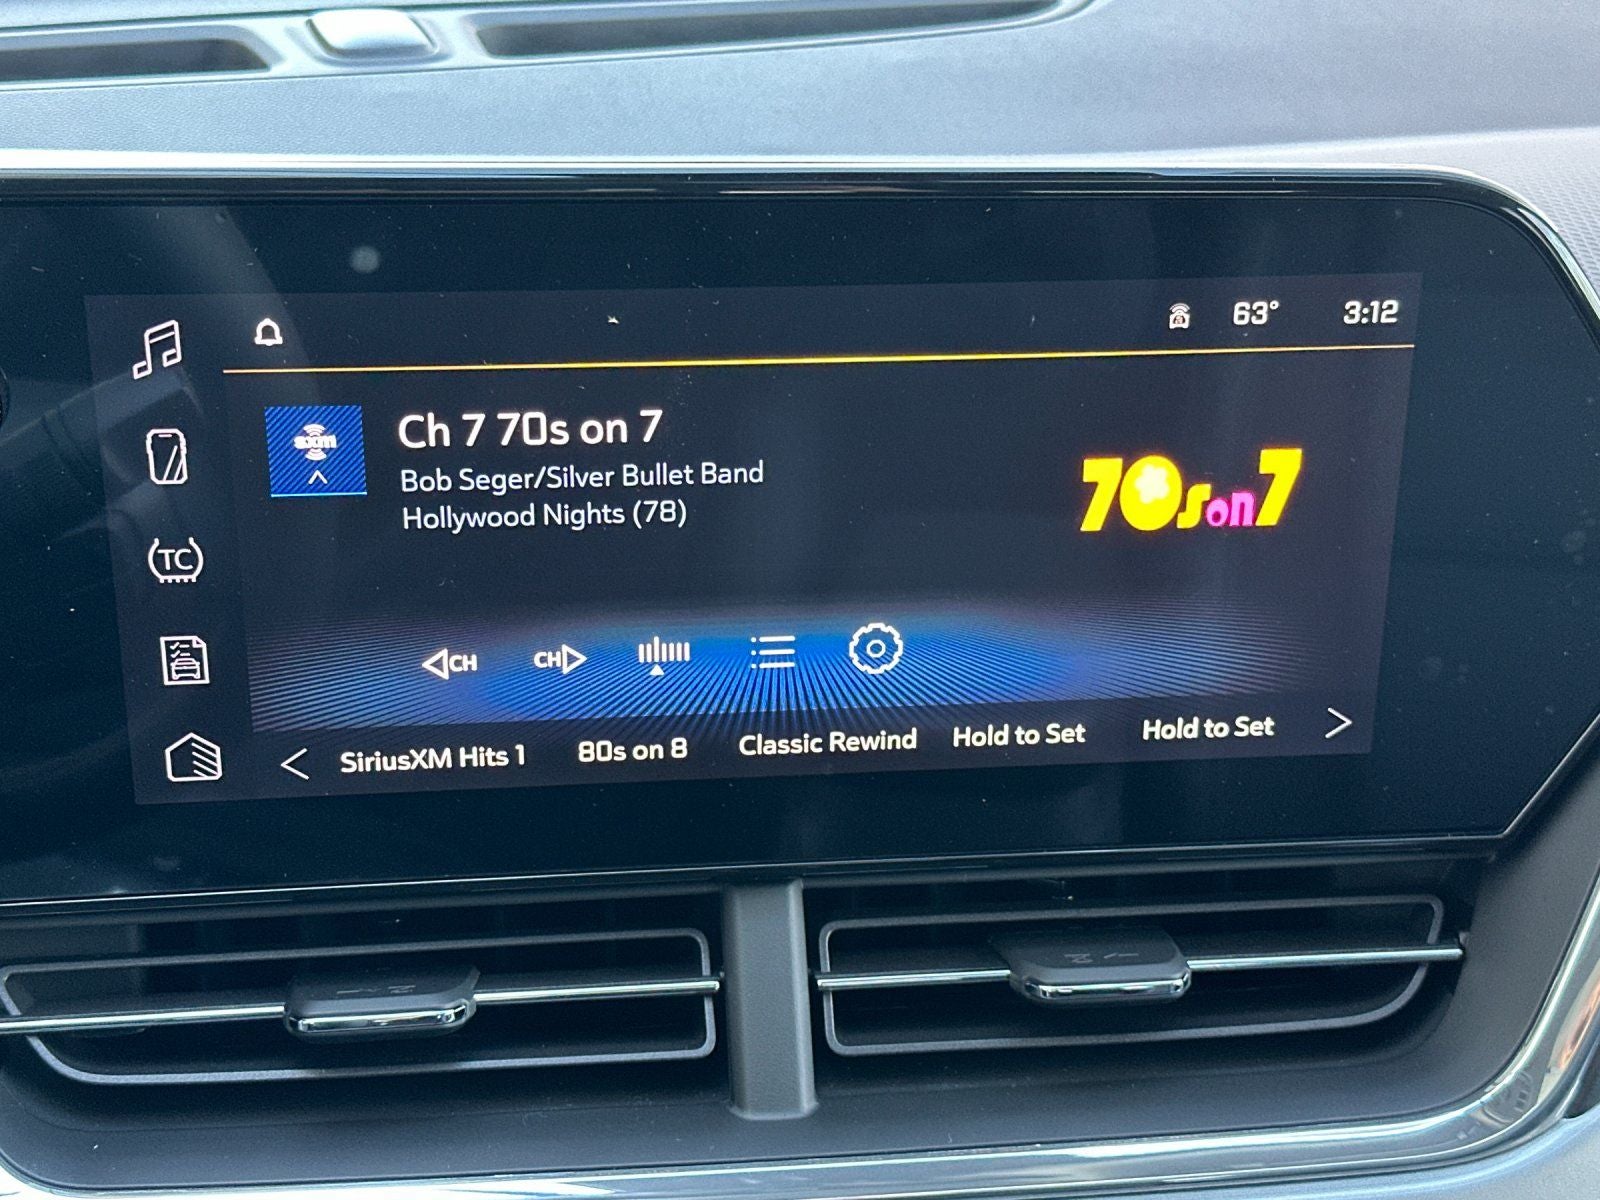 63° 3:12
sxm
Ch 7 70s on 7
Bob Seger/Silver Bullet Band
Hollywood Nights (78)
70s on 7
TC
CH CH
SiriusXM Hits 1 80s on 8 Classic Rewind Hold to Set Hold to Set